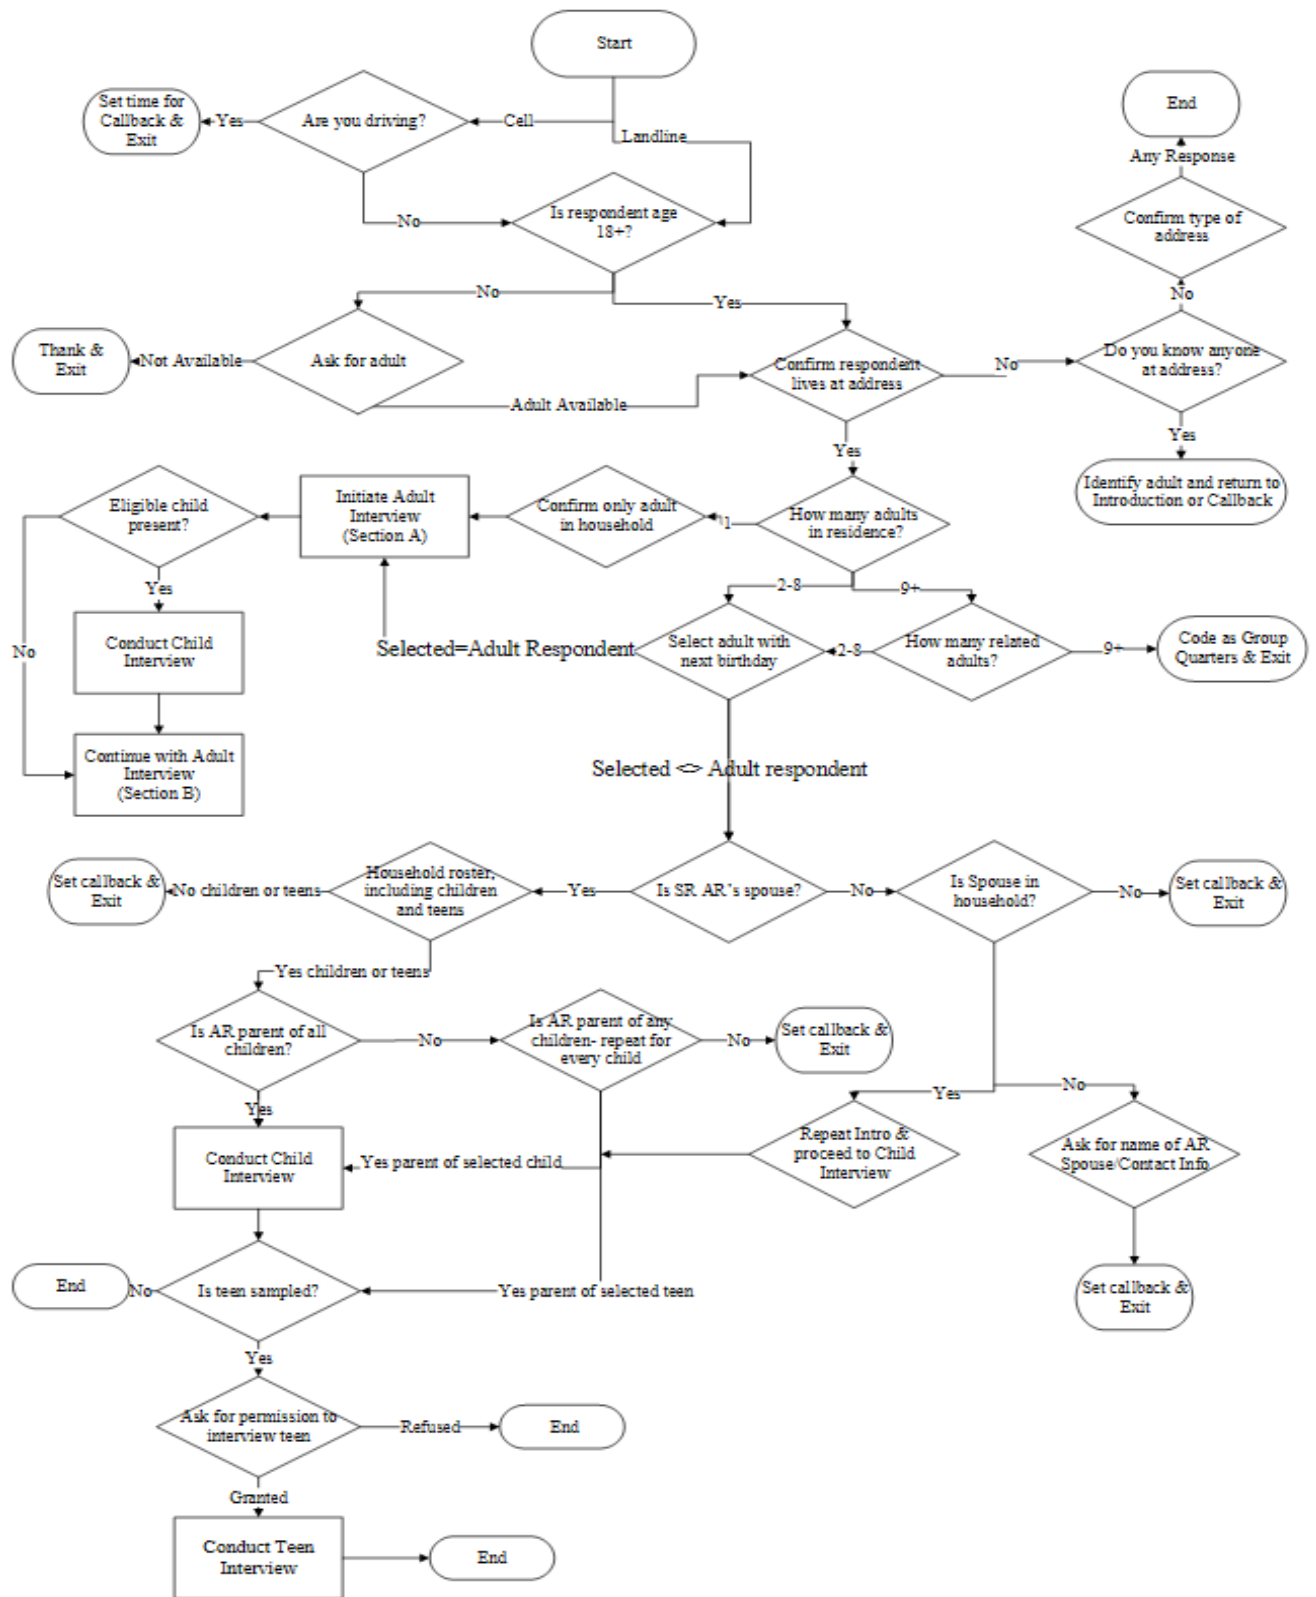 Start
Set time for
Callback &
Exit
Yes
Are you driving?
Cell
Landline
End
Any Response
No
Is respondent age
18+?
Confirm type of
address
No
Yes
No
Thank &
Exit
Not Available
Ask for adult
Confirm respondent
lives at address
No
Do you know anyone
at address?
Adult Available
Yes
Yes
Identify adult and return to
Introduction or Callback
Eligible child
present?
Initiate Adult
Interview
(Section A)
Confirm only adult
in household
1
How many adults
in residence?
Yes
2-8
9+
No
Conduct Child
Interview
Selected=Adult Respondent
Select adult with
next birthday
2-8
How many related
adults?
9+
Code as Group
Quarters & Exit
Continue with Adult
Interview
(Section B)
Selected <> Adult respondent
Set callback &
Exit
No children or teens
Household roster,
including children
and teens
Yes
Is SR AR's spouse?
No
Is Spouse in
household?
No
Set callback &
Exit
Yes children or teens
Is AR parent of all
children?
No
Is AR parent of any
children- repeat for
every child
No
Set callback &
Exit
Yes
Yes
No
Conduct Child
Interview
Yes parent of selected child
Repeat Intro &
proceed to Child
Interview
Ask for name of AR
Spouse/Contact Info
End
No
Is teen sampled?
Yes parent of selected teen
Set callback &
Exit
Yes
Ask for permission to
interview teen
Refused
End
Granted
Conduct Teen
Interview
End